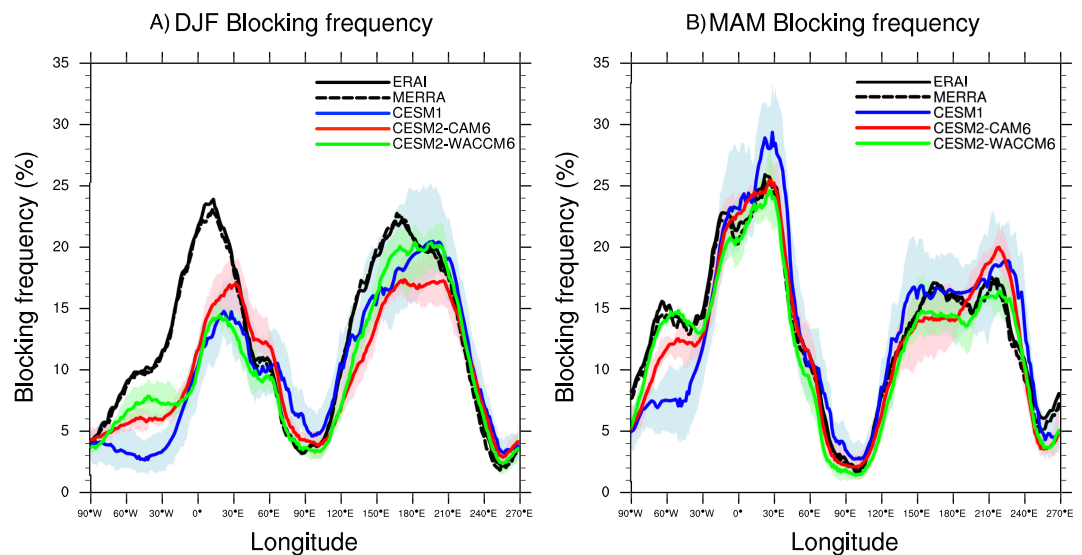 A) DJF Blocking frequency
Blocking frequency (%)
35
30
25
20
15
10
5
0
ERAI
MERRA
CESM1
CESM2-CAM6
CESM2-WACCM6
90°W 60°W 30°W 0° 30°E 60°E 90°E 120°E 150°E 180°E 210°E 240°E 270°E
Longitude
B) MAM Blocking frequency
Blocking frequency (%)
35
30
25
20
15
10
5
0
ERAI
MERRA
CESM1
CESM2-CAM6
CESM2-WACCM6
90°W 60°W 30°W 0° 30°E 60°E 90°E 120°E 150°E 180°E 210°E 240°E 270°E
Longitude